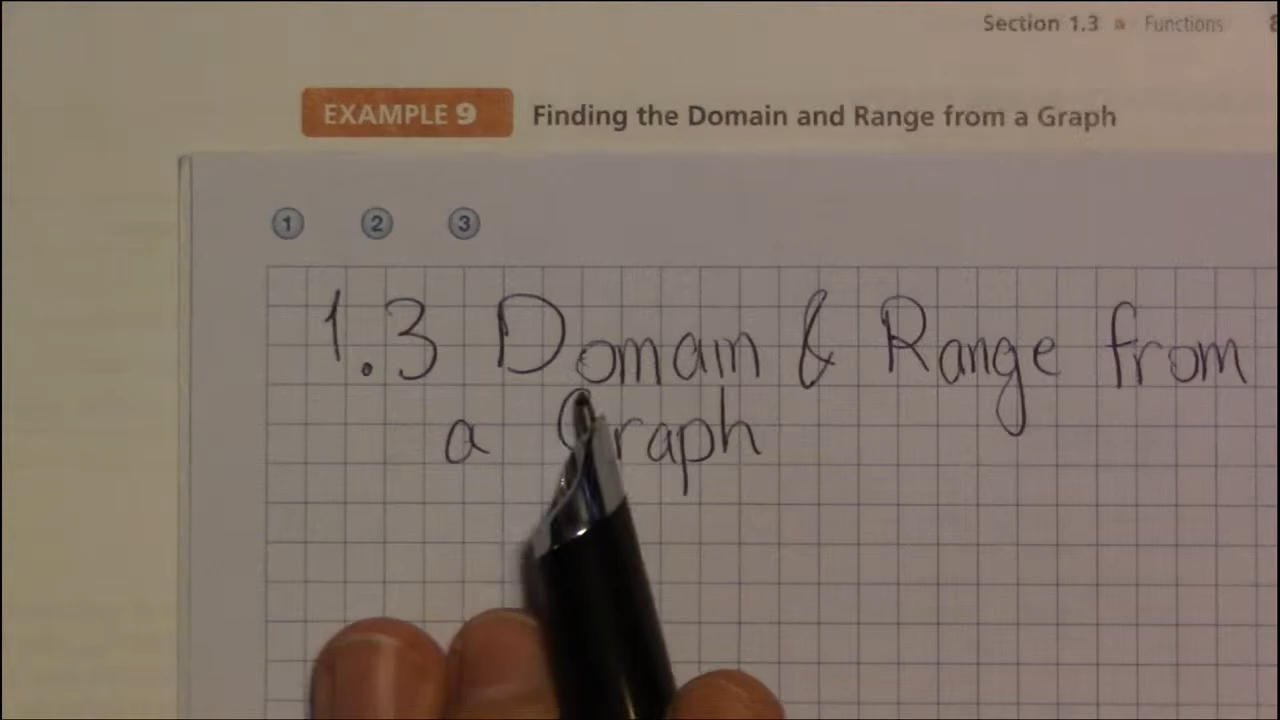 Section 1.3 Functions
EXAMPLE 9 Finding the Domain and Range from a Graph
1 2 3
1.3 Domain & Range from
a Graph